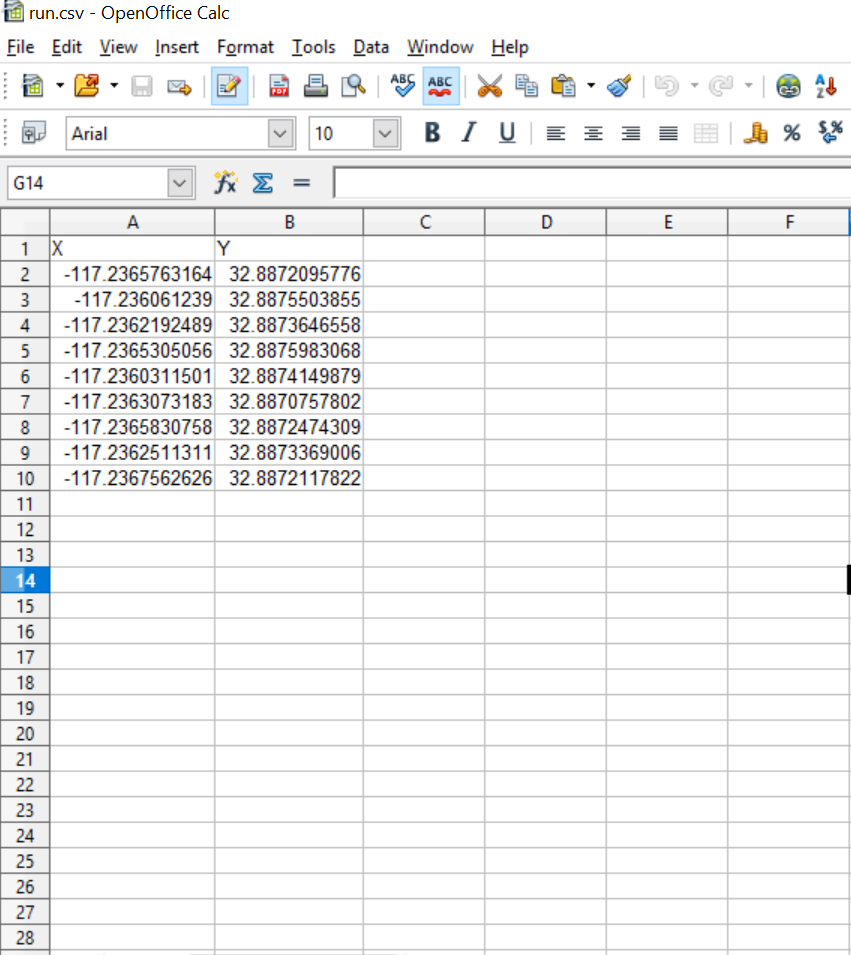 run.csv - OpenOffice Calc
File Edit View Insert Format Tools Data Window Help
PDF ABC ABC A Z
Arial 10 B I U % $%
G14 fx Σ =
A B C D E F
1 X Y
2 -117.2365763164 32.8872095776
3 -117.236061239 32.8875503855
4 -117.2362192489 32.8873646558
5 -117.2365305056 32.8875983068
6 -117.2360311501 32.8874149879
7 -117.2363073183 32.8870757802
8 -117.2365830758 32.8872474309
9 -117.2362511311 32.8873369006
10 -117.2367562626 32.8872117822
11
12
13
14
15
16
17
18
19
20
21
22
23
24
25
26
27
28